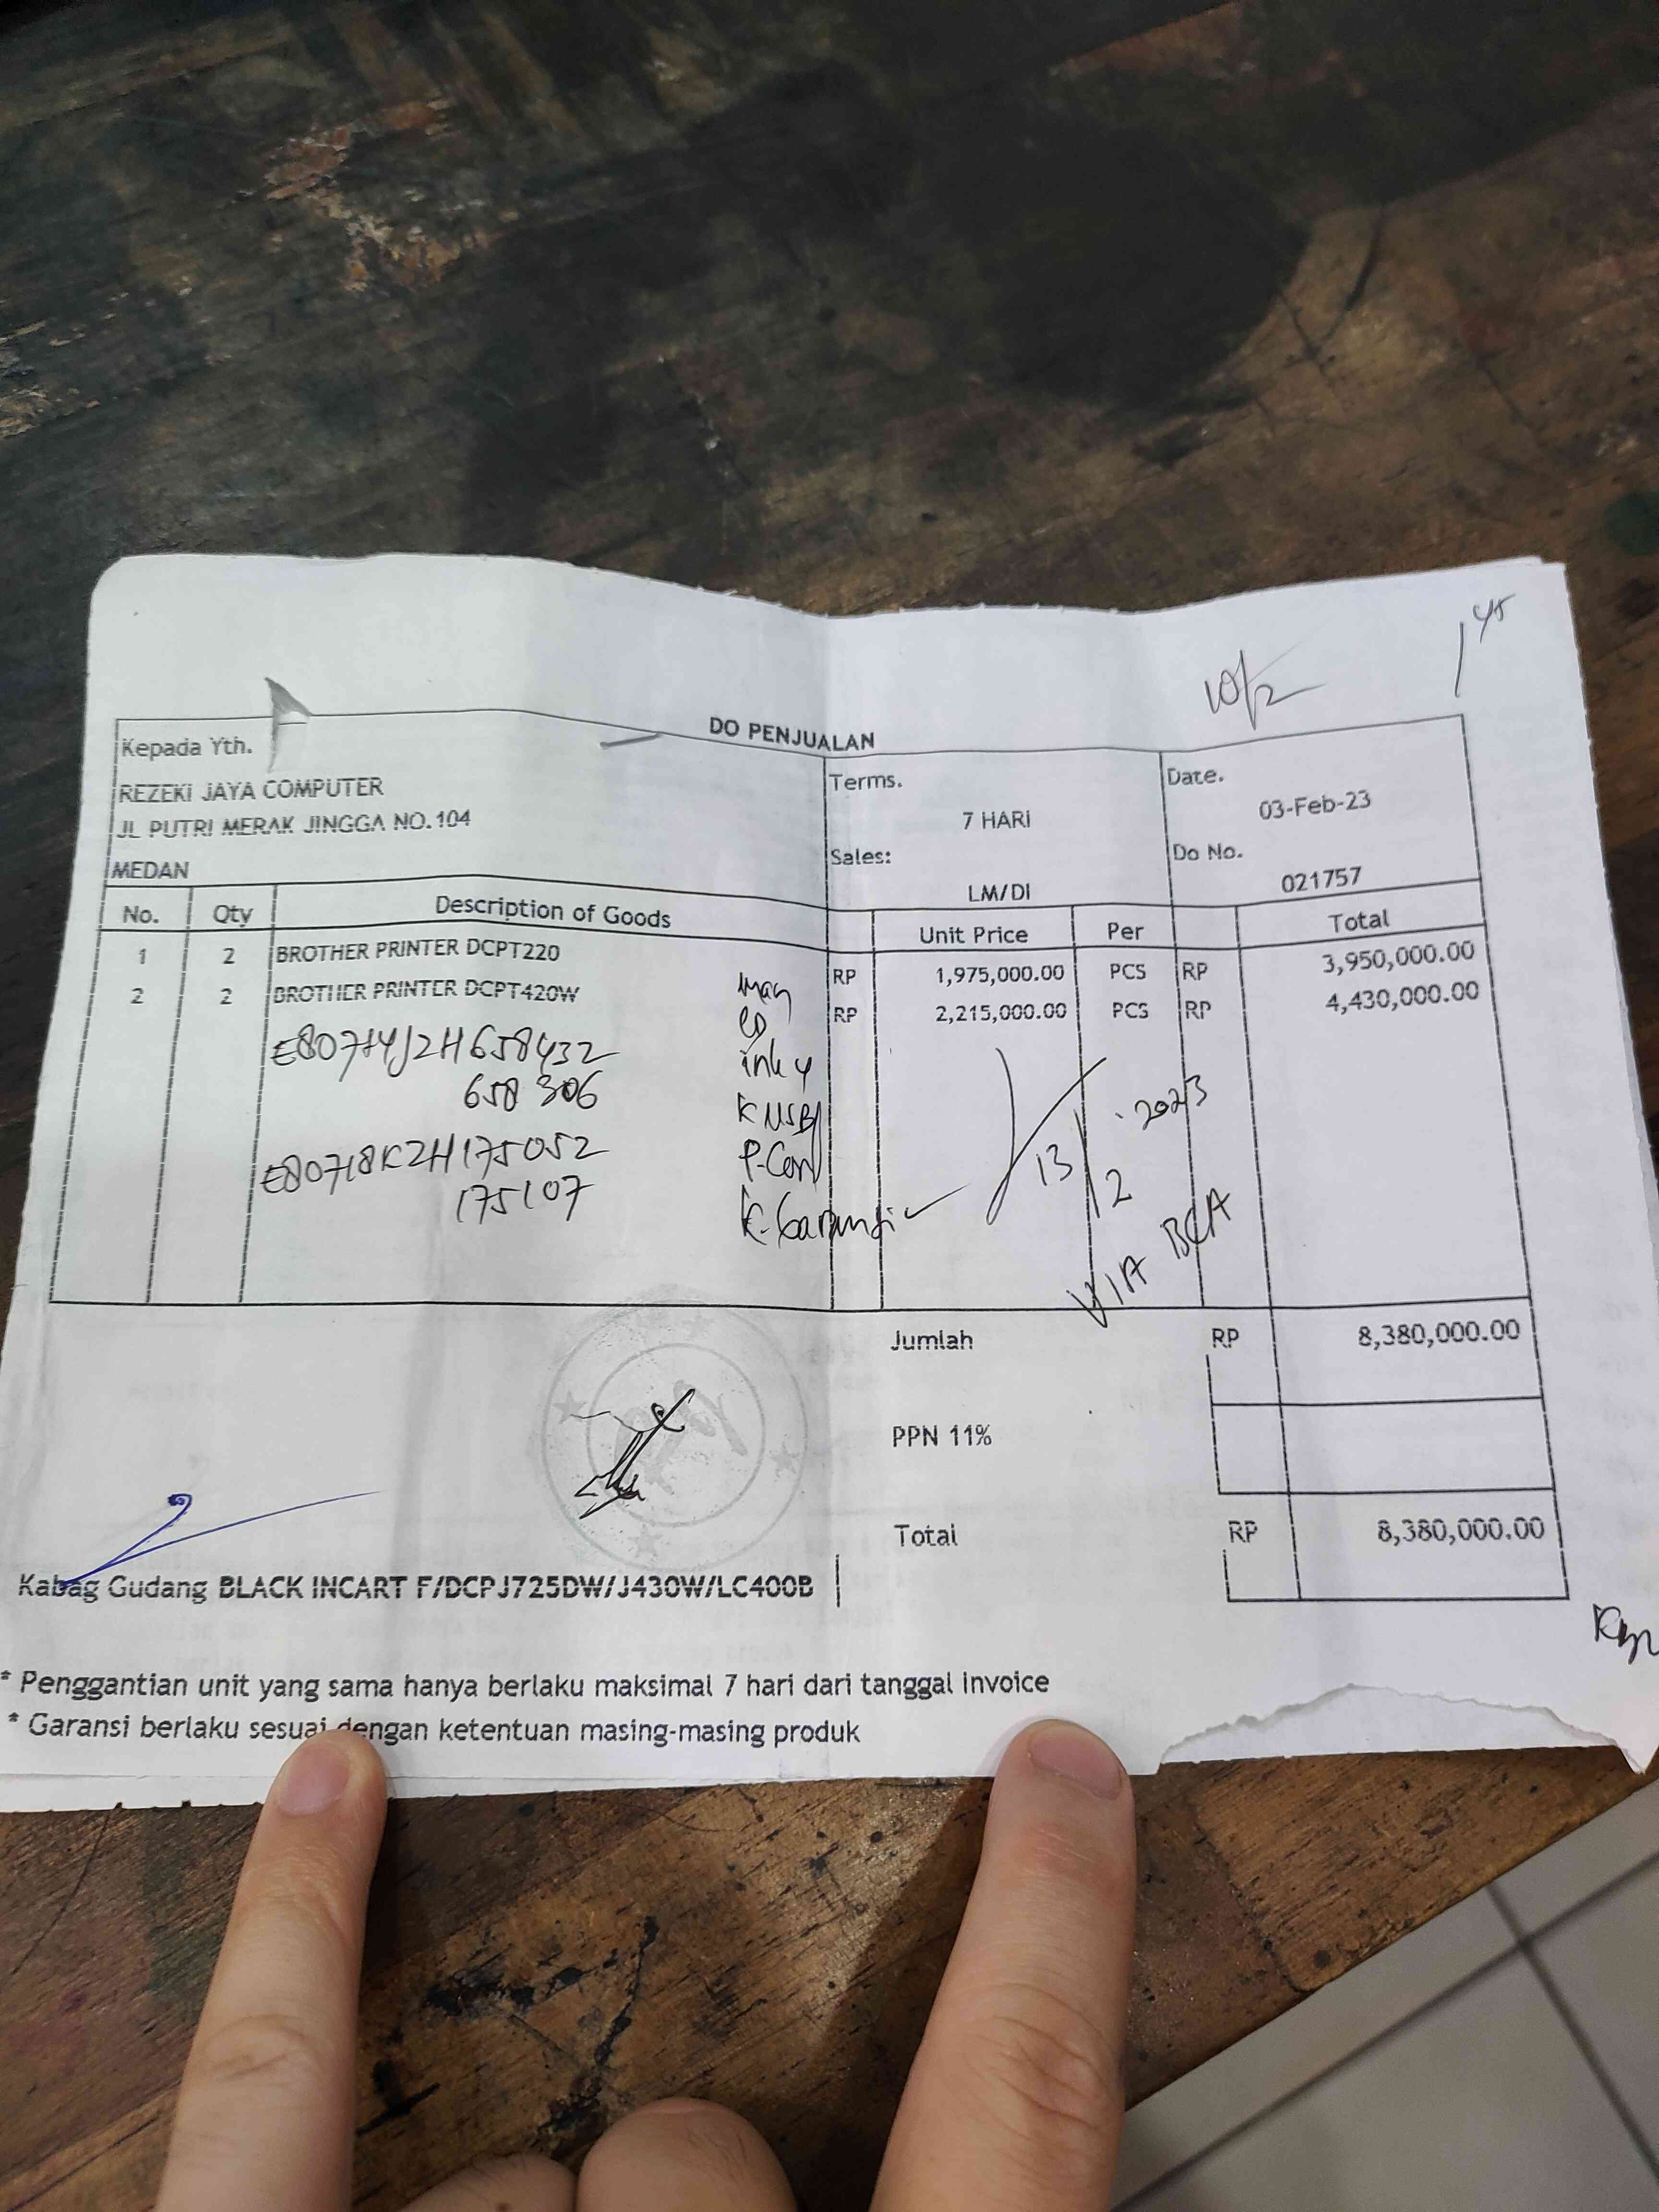 10/2
DO PENJUALAN
Kepada Yth.
REZEKI JAYA COMPUTER
JL PUTRI MERAK JINGGA NO.104
MEDAN
Terms.
7 HARI
Sales:
LM/DI
Date.
03-Feb-23
Do No.
021757
No. Qty Description of Goods Unit Price Per Total
1 2 BROTHER PRINTER DCPT220 RP 1,975,000.00 PCS RP 3,950,000.00
2 2 BROTHER PRINTER DCPT420W RP 2,215,000.00 PCS RP 4,430,000.00
E80714J2H658432
658306
E80718K2H175052
175107
ink 4
K USB
K. Garansi
13/2 . 2023
VIA BCA
Jumlah RP 8,380,000.00
PPN 11%
Total RP 8,380,000.00
Kabag Gudang BLACK INCART F/DCPJ725DW/J430W/LC400B
* Penggantian unit yang sama hanya berlaku maksimal 7 hari dari tanggal invoice
* Garansi berlaku sesuai dengan ketentuan masing-masing produk